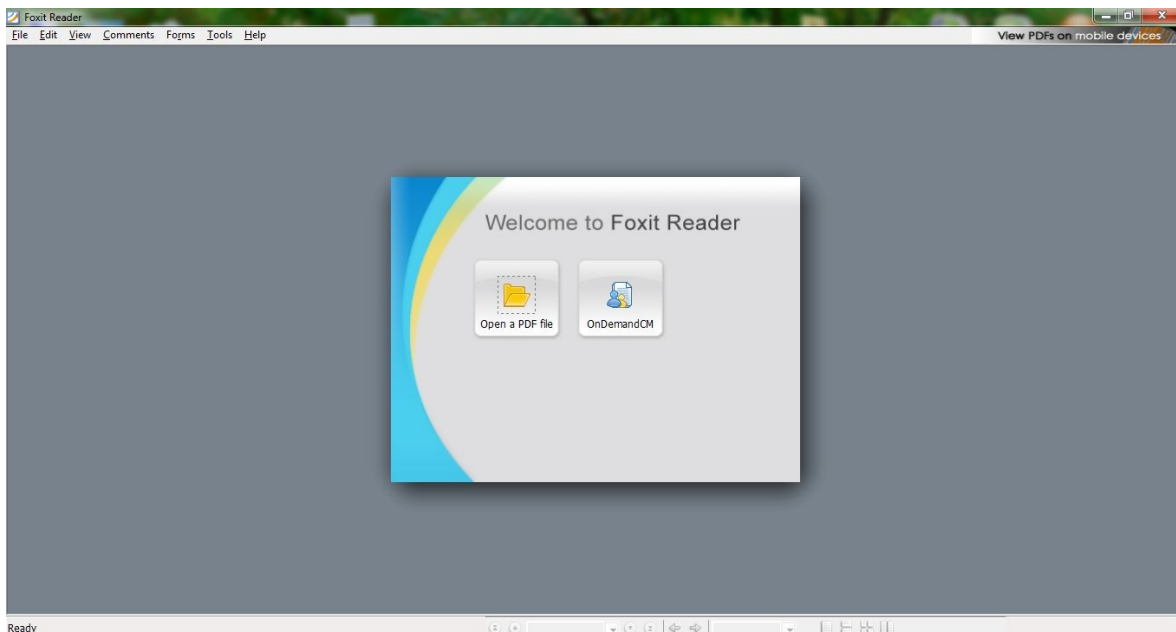 Foxit Reader
File Edit View Comments Forms Tools Help
View PDFs on mobile devices
Welcome to Foxit Reader
Open a PDF file
OnDemandCM
Ready